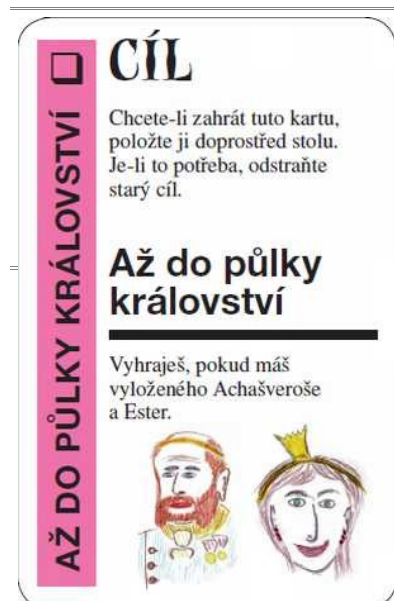 AŽ DO PŮLKY KRÁLOVSTVÍ
CÍL
Chcete-li zahrát tuto kartu,
položte ji doprostřed stolu.
Je-li to potřeba, odstraňte
starý cíl.
Až do půlky
království
Vyhraješ, pokud máš
vyloženého Achašveroše
a Ester.